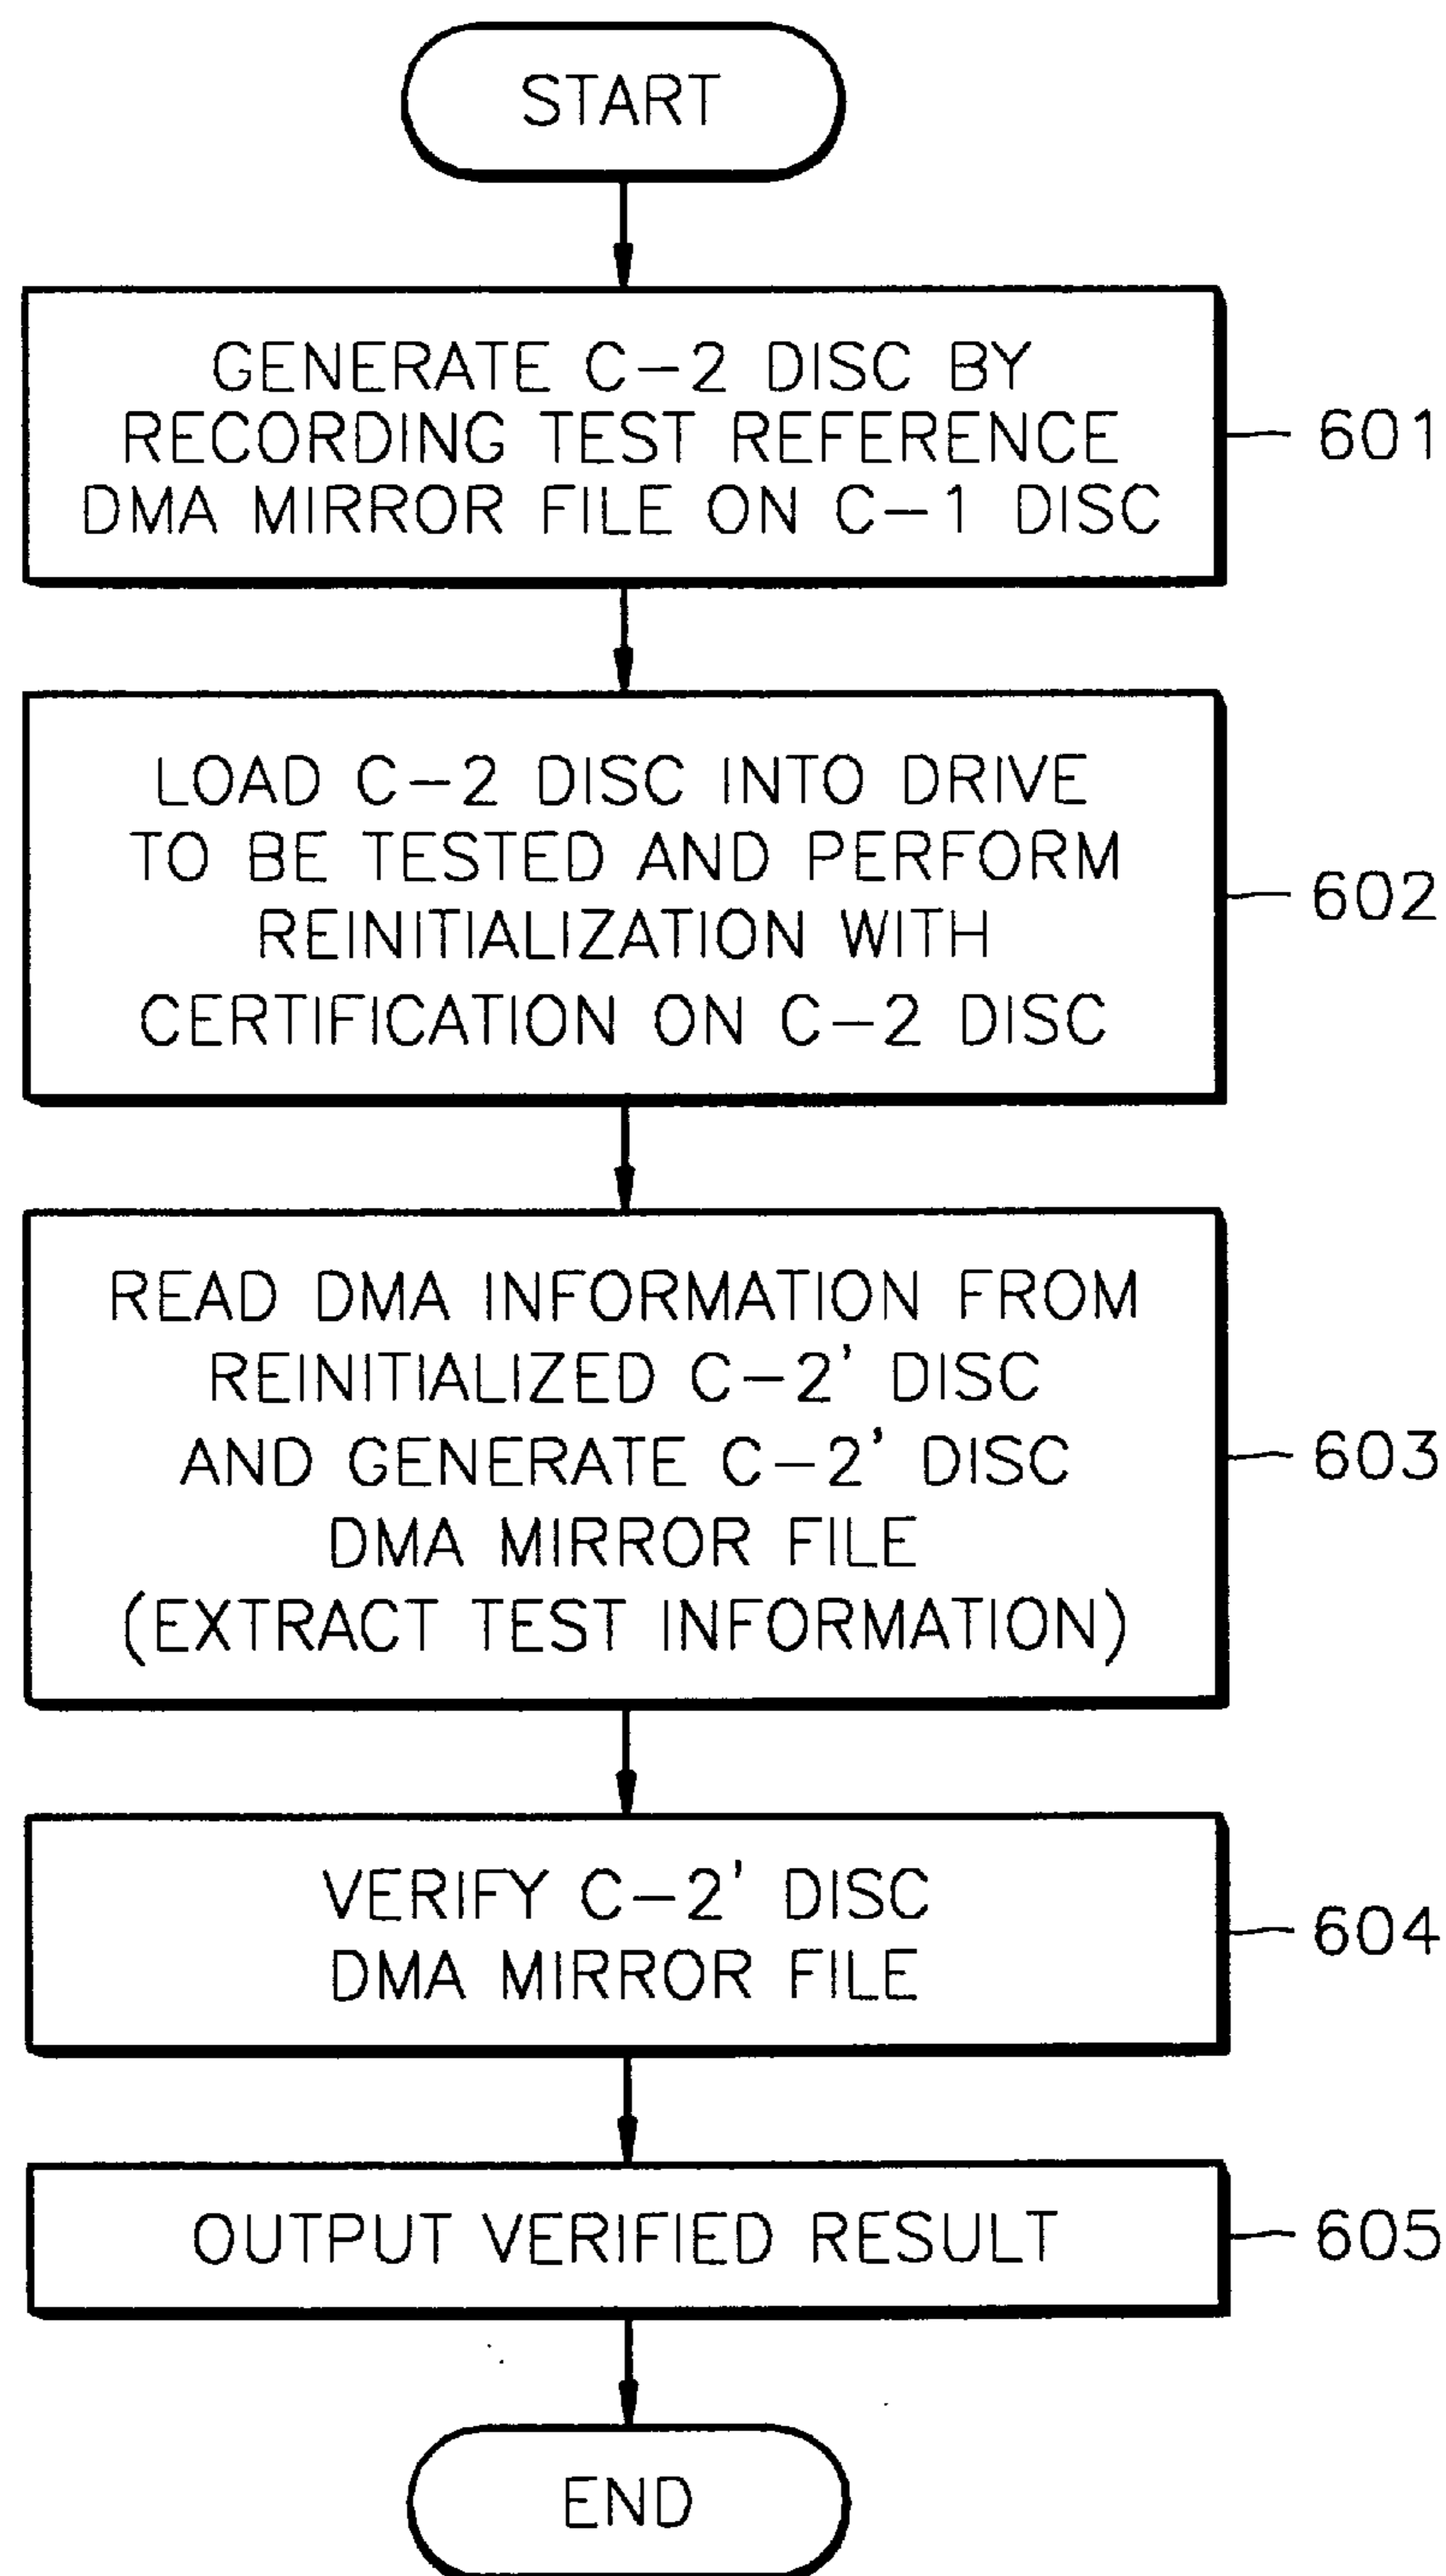 START
GENERATE C-2 DISC BY
RECORDING TEST REFERENCE
DMA MIRROR FILE ON C-1 DISC
601
LOAD C-2 DISC INTO DRIVE
TO BE TESTED AND PERFORM
REINITIALIZATION WITH
CERTIFICATION ON C-2 DISC
602
READ DMA INFORMATION FROM
REINITIALIZED C-2' DISC
AND GENERATE C-2' DISC
DMA MIRROR FILE
(EXTRACT TEST INFORMATION)
603
VERIFY C-2' DISC
DMA MIRROR FILE
604
OUTPUT VERIFIED RESULT
605
END